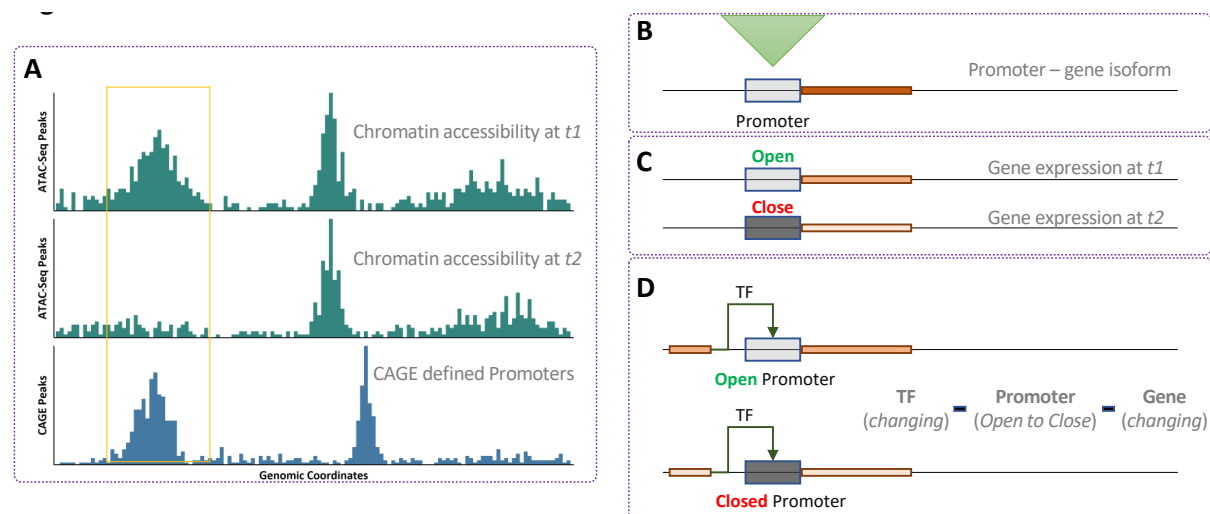 A
ATAC-Seq Peaks
Chromatin accessibility at t1
ATAC-Seq Peaks
Chromatin accessibility at t2
CAGE Peaks
CAGE defined Promoters
Genomic Coordinates
B
Promoter – gene isoform
Promoter
C
Open
Gene expression at t1
Close
Gene expression at t2
D
TF
Open Promoter
TF Promoter Gene
(changing) (Open to Close) (changing)
TF
Closed Promoter